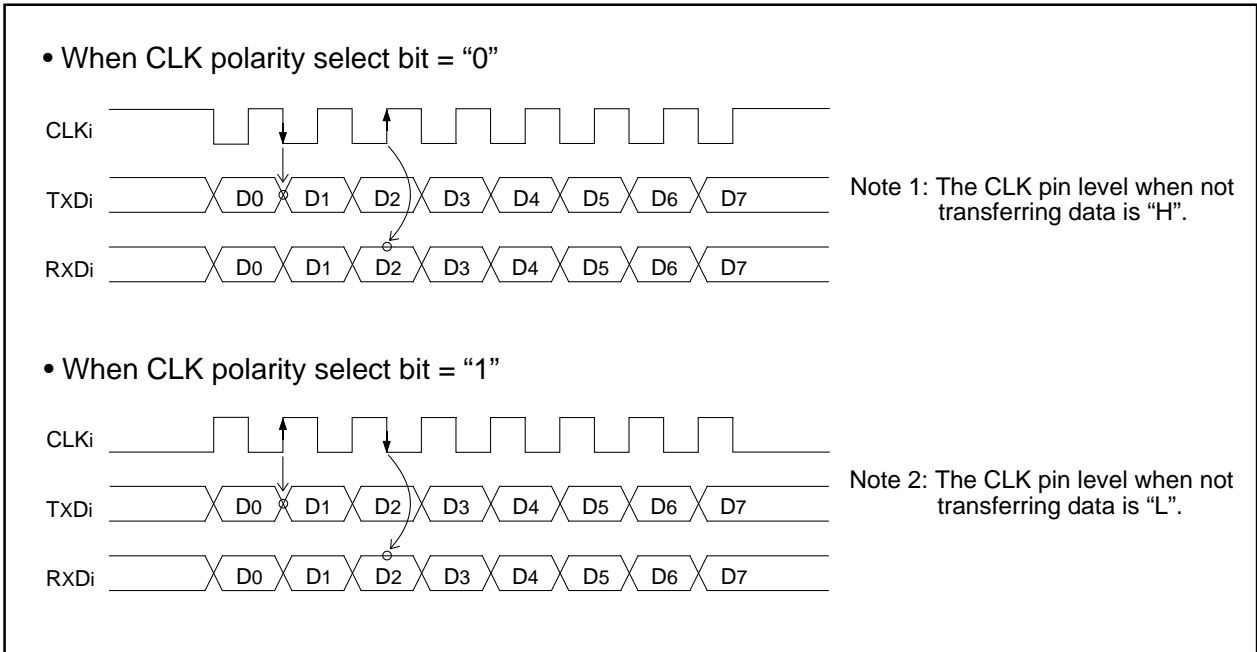 • When CLK polarity select bit = “0”
CLKi
TXDi D0 D1 D2 D3 D4 D5 D6 D7
RXDi D0 D1 D2 D3 D4 D5 D6 D7
Note 1: The CLK pin level when not
transferring data is “H”.
• When CLK polarity select bit = “1”
CLKi
TXDi D0 D1 D2 D3 D4 D5 D6 D7
RXDi D0 D1 D2 D3 D4 D5 D6 D7
Note 2: The CLK pin level when not
transferring data is “L”.